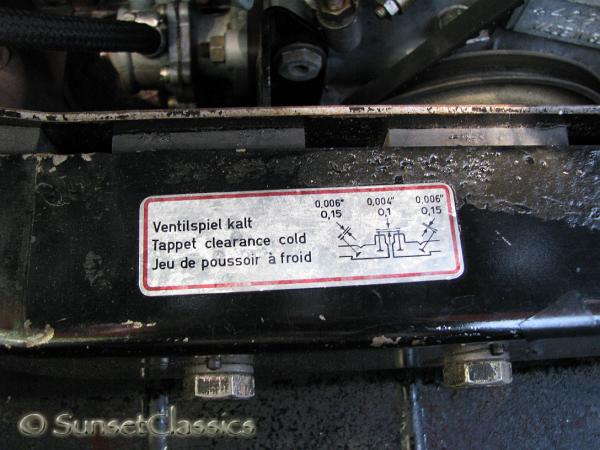 Ventilspiel kalt
Tappet clearance cold
Jeu de poussoir à froid
0,006" 0,004" 0,006"
0,15 0,1 0,15
© SunsetClassics